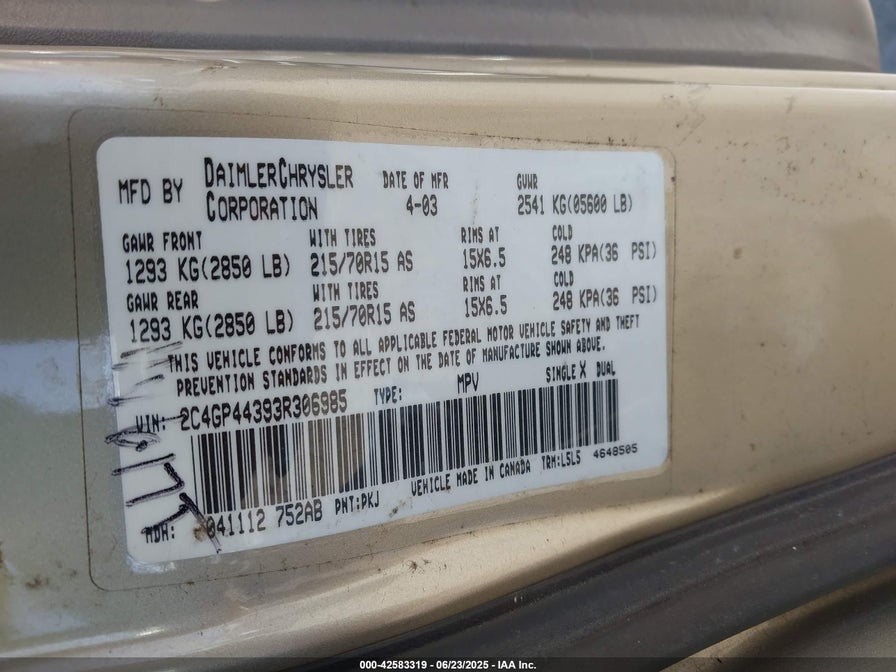 MFD BY DAIMLERCHRYSLER CORPORATION DATE OF MFR 4-03 GVWR 2541 KG(05600 LB)
GAWR FRONT WITH TIRES RIMS AT COLD
1293 KG(2850 LB) 215/70R15 AS 15X6.5 248 KPA(36 PSI)
GAWR REAR WITH TIRES RIMS AT COLD
1293 KG(2850 LB) 215/70R15 AS 15X6.5 248 KPA(36 PSI)
THIS VEHICLE CONFORMS TO ALL APPLICABLE FEDERAL MOTOR VEHICLE SAFETY AND THEFT
PREVENTION STANDARDS IN EFFECT ON THE DATE OF MANUFACTURE SHOWN ABOVE.
VIN: 2C4GP44393R306985 TYPE: MPV SINGLE X DUAL
MDH: 041112 752AB PNT:PKJ VEHICLE MADE IN CANADA TRM:L5L5 4648505
000-42583319 - 06/23/2025 - IAA Inc.